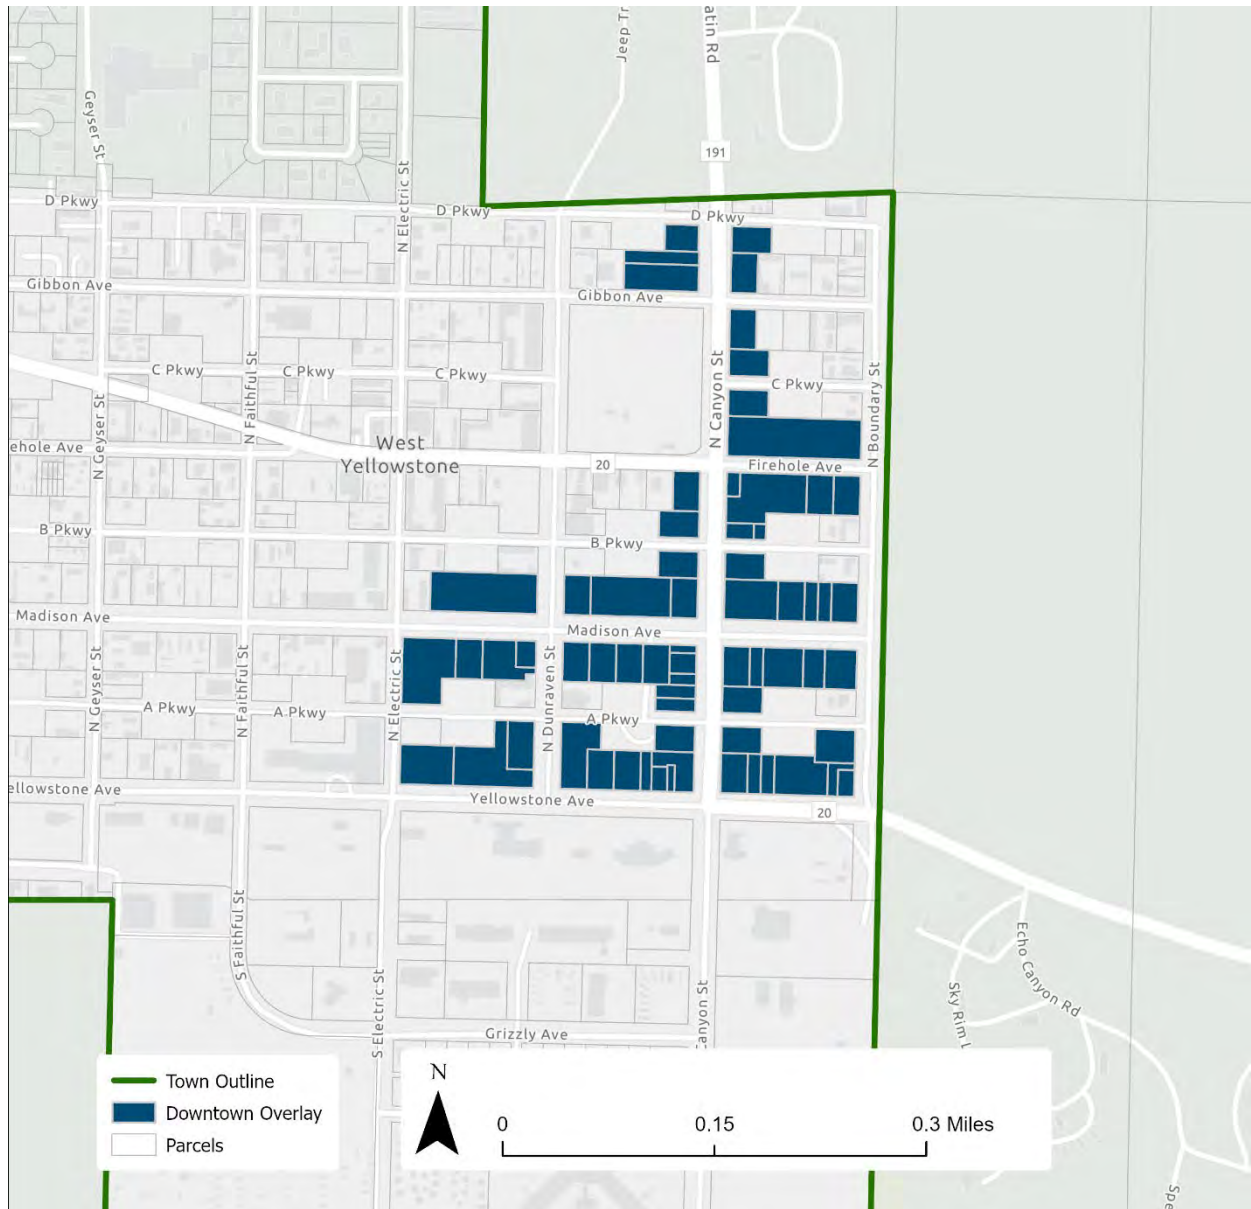 Jeep Tr
atin Rd
Geyser St
191
N Electric St
D Pkwy
D Pkwy
D Pkwy
Gibbon Ave
Gibbon Ave
C Pkwy
C Pkwy
C Pkwy
C Pkwy
N Faithful St
N Canyon St
N Boundary St
N Geyser St
West
Yellowstone
ehole Ave
20
Firehole Ave
B Pkwy
B Pkwy
Madison Ave
Madison Ave
N Geyser St
N Faithful St
N Electric St
N Dunraven St
A Pkwy
A Pkwy
A Pkwy
ellowstone Ave
Yellowstone Ave
20
S Faithful St
Echo Canyon Rd
S Electric St
Canyon St
Sky Rim L
Grizzly Ave
Spe
Town Outline
Downtown Overlay
Parcels
N
0 0.15 0.3 Miles